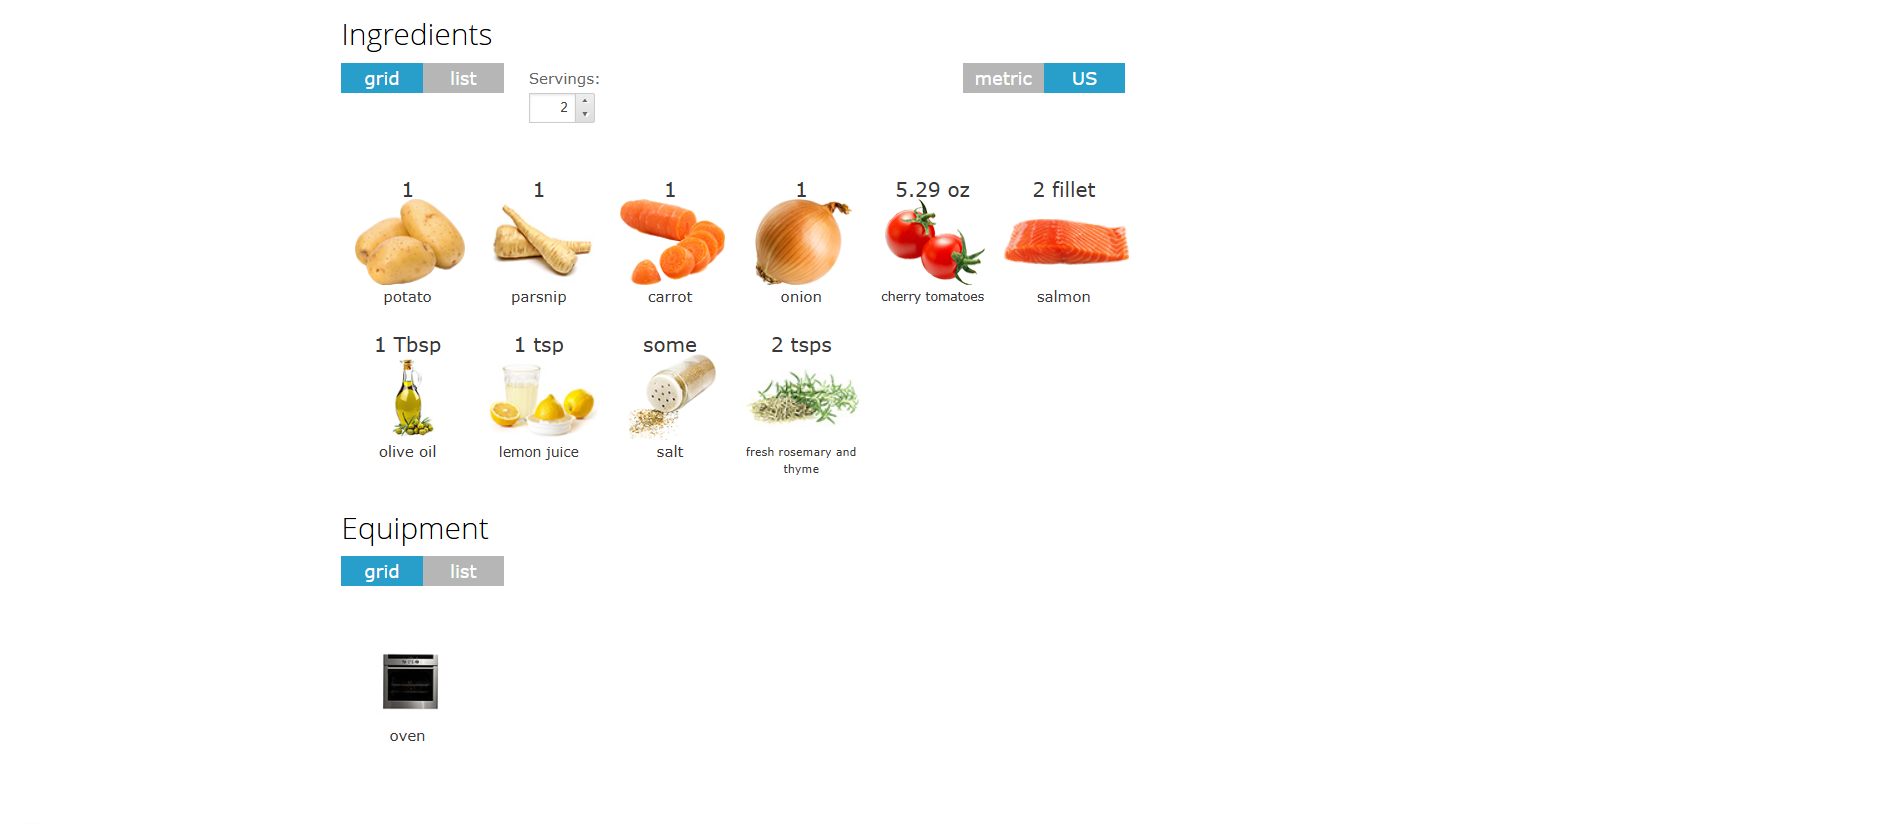 Ingredients
grid list Servings: metric US
2
1 1 1 1 5.29 oz 2 fillet
potato parsnip carrot onion cherry tomatoes salmon
1 Tbsp 1 tsp some 2 tsps
olive oil lemon juice salt fresh rosemary and
thyme
Equipment
grid list
oven